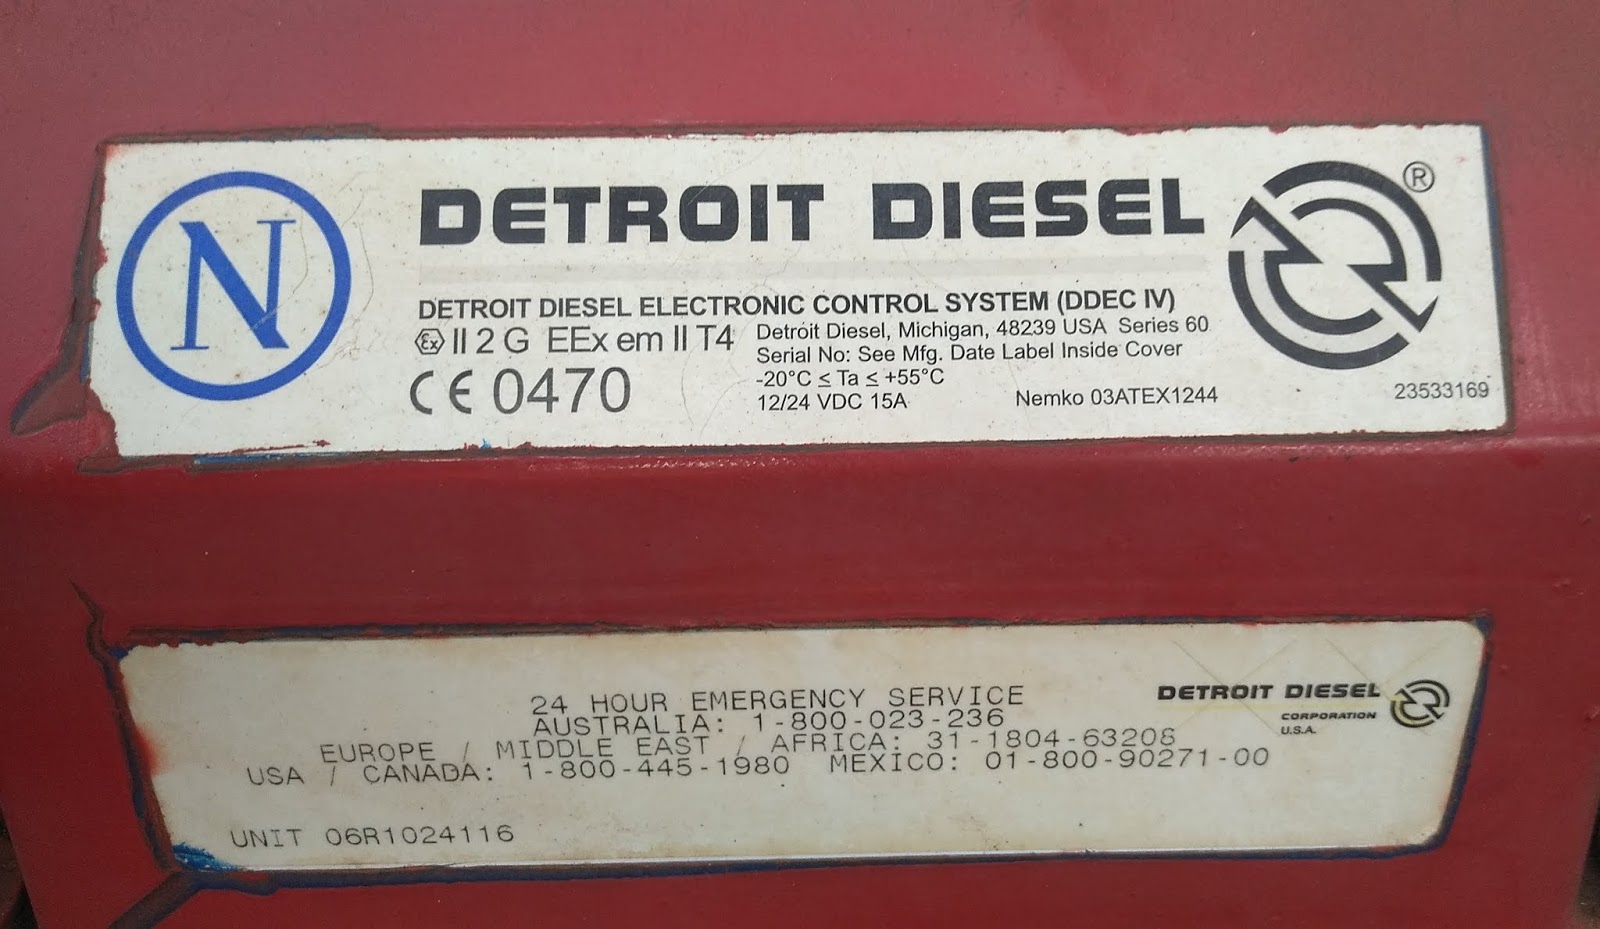 N
DETROIT DIESEL ®
DETROIT DIESEL ELECTRONIC CONTROL SYSTEM (DDEC IV)
Ex II 2 G EEx em II T4
CE 0470
Detroit Diesel, Michigan, 48239 USA Series 60
Serial No: See Mfg. Date Label Inside Cover
-20°C ≤ Ta ≤ +55°C
12/24 VDC 15A
Nemko 03ATEX1244
23533169
24 HOUR EMERGENCY SERVICE
AUSTRALIA: 1-800-023-236
EUROPE / MIDDLE EAST / AFRICA: 31-1804-63208
USA / CANADA: 1-800-445-1980 MEXICO: 01-800-90271-00
UNIT 06R1024116
DETROIT DIESEL
CORPORATION
U.S.A.